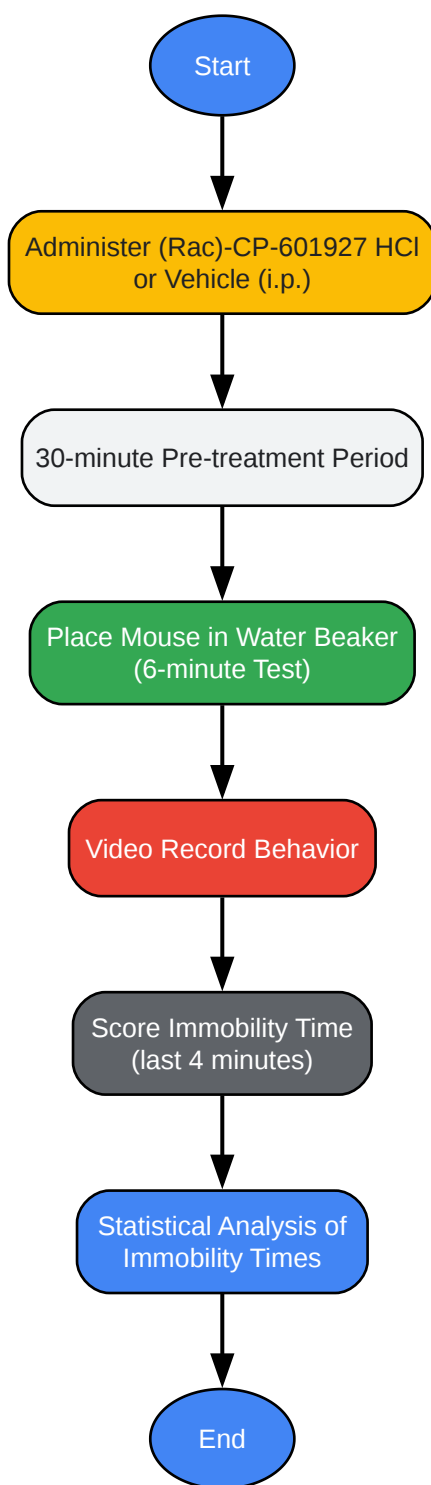 Start
Administer (Rac)-CP-601927 HCl
or Vehicle (i.p.)
30-minute Pre-treatment Period
Place Mouse in Water Beaker
(6-minute Test)
Video Record Behavior
Score Immobility Time
(last 4 minutes)
Statistical Analysis of
Immobility Times
End